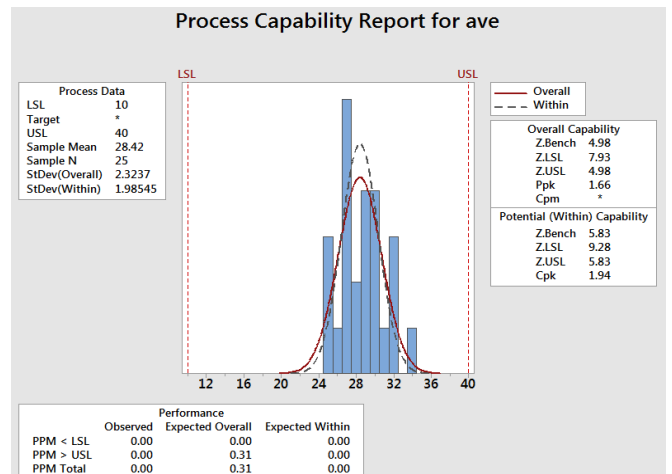 Process Capability Report for ave
LSL
USL
Process Data
LSL 10
Target *
USL 40
Sample Mean 28.42
Sample N 25
StDev(Overall) 2.3237
StDev(Within) 1.98545
Overall
Within
Overall Capability
Z.Bench 4.98
Z.LSL 7.93
Z.USL 4.98
Ppk 1.66
Cpm *
Potential (Within) Capability
Z.Bench 5.83
Z.LSL 9.28
Z.USL 5.83
Cpk 1.94
12 16 20 24 28 32 36 40
Performance
Observed Expected Overall Expected Within
PPM < LSL 0.00 0.00 0.00
PPM > USL 0.00 0.31 0.00
PPM Total 0.00 0.31 0.00